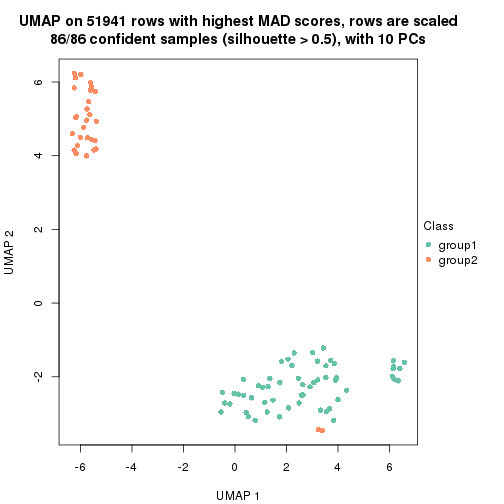 UMAP on 51941 rows with highest MAD scores, rows are scaled
86/86 confident samples (silhouette > 0.5), with 10 PCs
6
4
2
0
-2
UMAP 2
-6
-4
-2
0
2
4
6
UMAP 1
Class
group1
group2